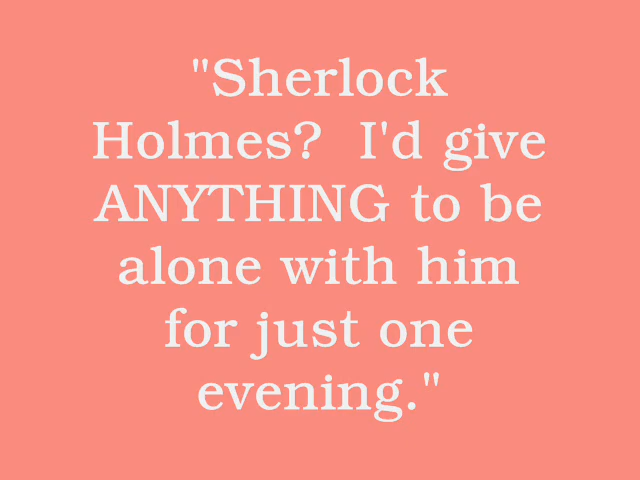 "Sherlock
Holmes?  I'd give
ANYTHING to be
alone with him
for just one
evening."